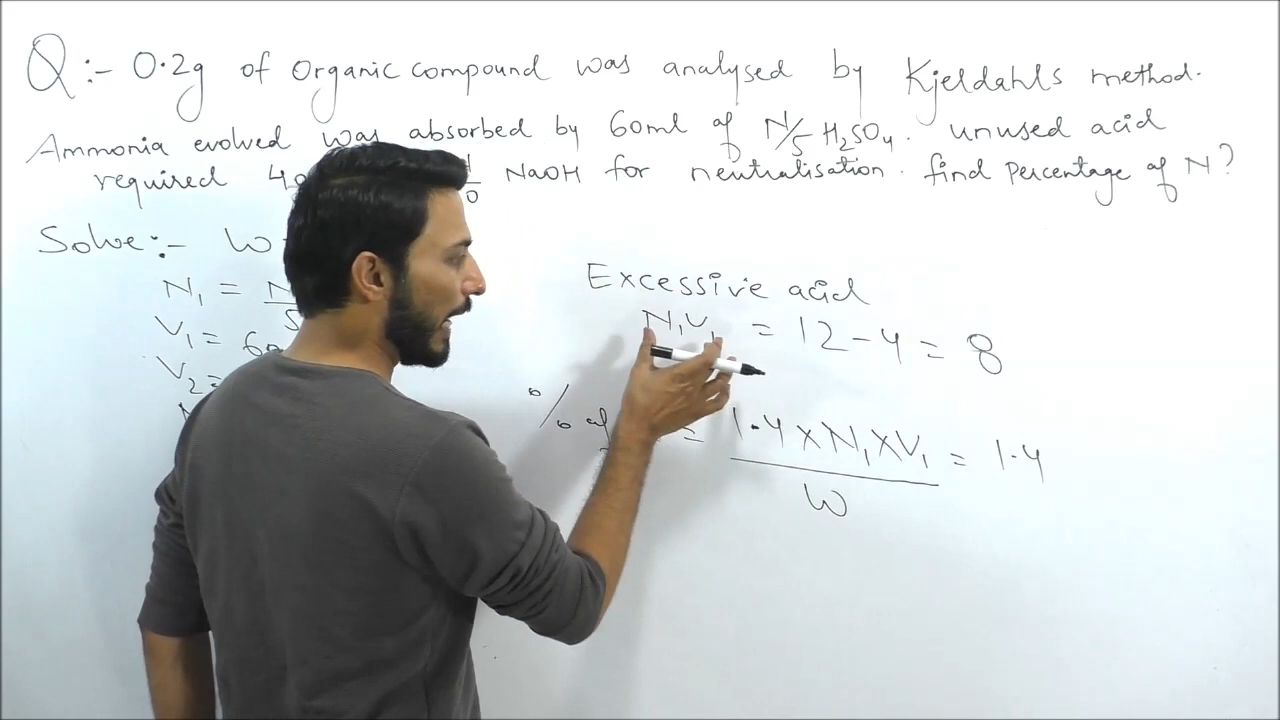 Q:- 0.2g of organic compound was analysed by Kjeldahls method.
Ammonia evolved was absorbed by 60ml of N/5 H2SO4. unused acid
required NaOH for neutralisation. find percentage of N?
Solve:- W
N1 =
V1 =
V2 =
Excessive acid
N1V1 = 12-4 = 8
% of = 1.4×N1×V1 / W = 1.4